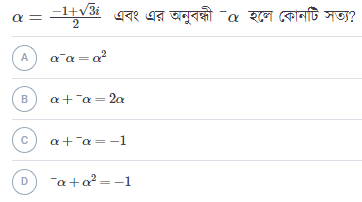 α = (-1+√3i)/2 এবং এর অনুবন্ধী ¯α হলে কোনটি সত্য?
A α¯α = α²
B α + ¯α = 2α
C α + ¯α = -1
D ¯α + α² = -1